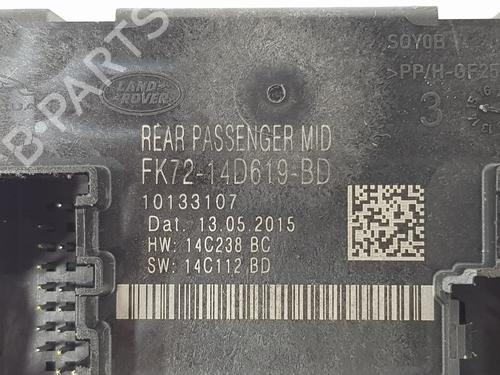 B-PARTS
SOYOB
LAND
ROVER
>PP/H-GF25
3
REAR PASSENGER MID
FK72-14D619-BD
10133107
Dat. 13.05.2015
HW: 14C238 BC
SW: 14C112 BD